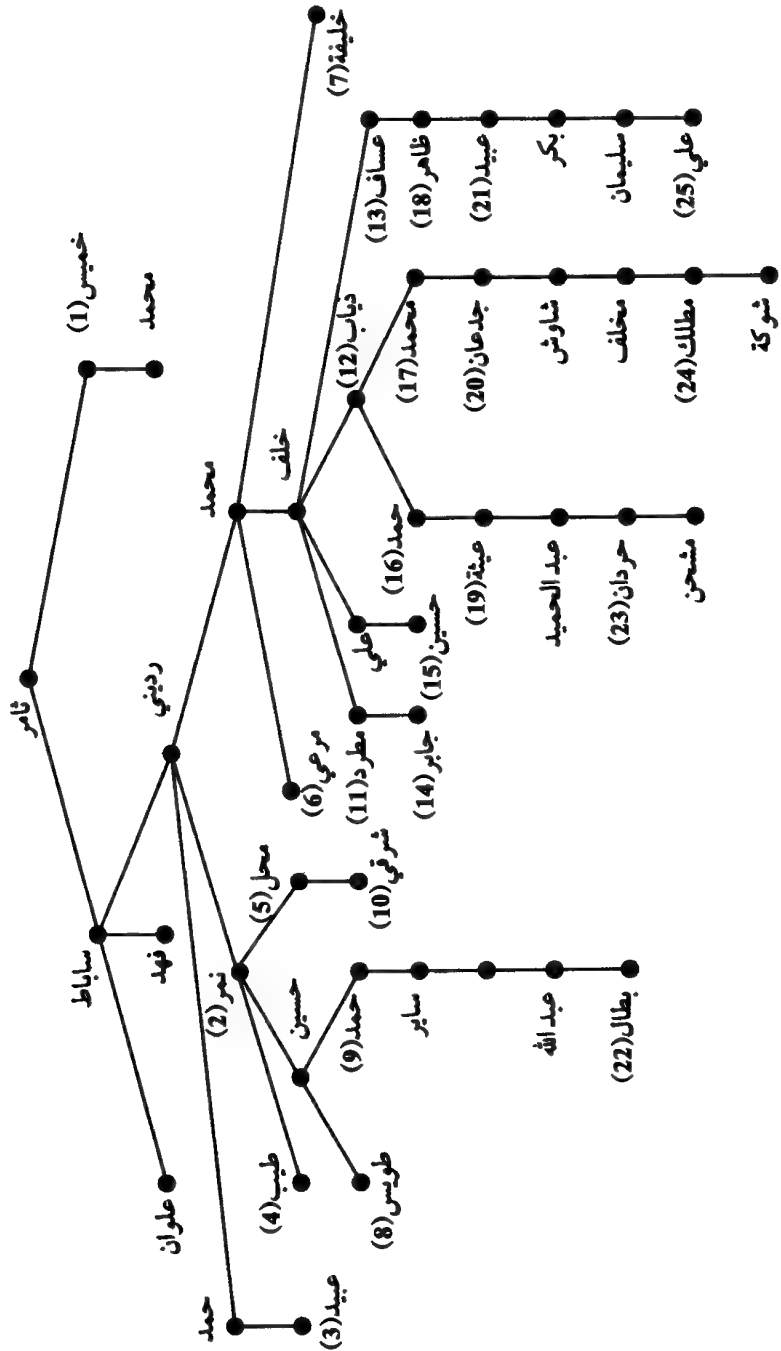 ثامر
خميس(1)
محمد
ساباط
رديني
فهد
علوان
محمد
نمر(2)
حمد
خليفة(7)
خلف
مرعي(6)
محل(5)
حسين
طيب(4)
عبيد(3)
عساف(13)
ذياب(12)
علي
مطرد(11)
شرقي(10)
حمد(9)
طويس(8)
ظاهر(18)
محمد(17)
حمد(16)
حسين(15)
جابر(14)
ساير
عبيد(21)
جدعان(20)
عيثة(19)
بكر
شاوش
عبد الحميد
عبد الله
سليمان
مخلف
حردان(23)
بطال(22)
علي(25)
مطلك(24)
مشحن
شوكة